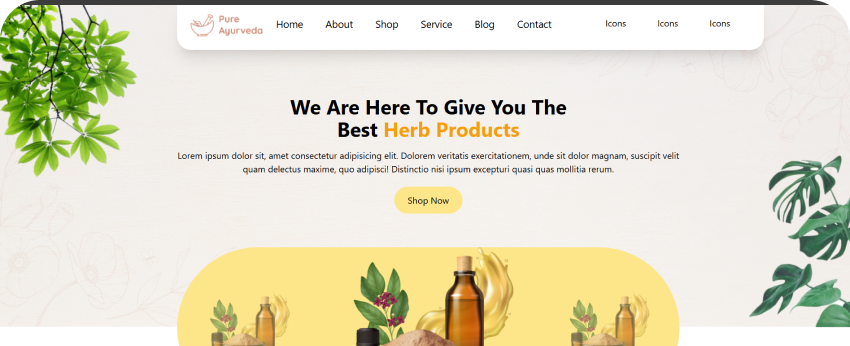 Pure
Ayurveda
Home About Shop Service Blog Contact Icons Icons Icons
We Are Here To Give You The
Best Herb Products
Lorem ipsum dolor sit, amet consectetur adipisicing elit. Dolorem veritatis exercitationem, unde sit dolor magnam, suscipit velit
quam delectus maxime, quo adipisci! Distinctio nisi ipsum excepturi quasi quas mollitia rerum.
Shop Now